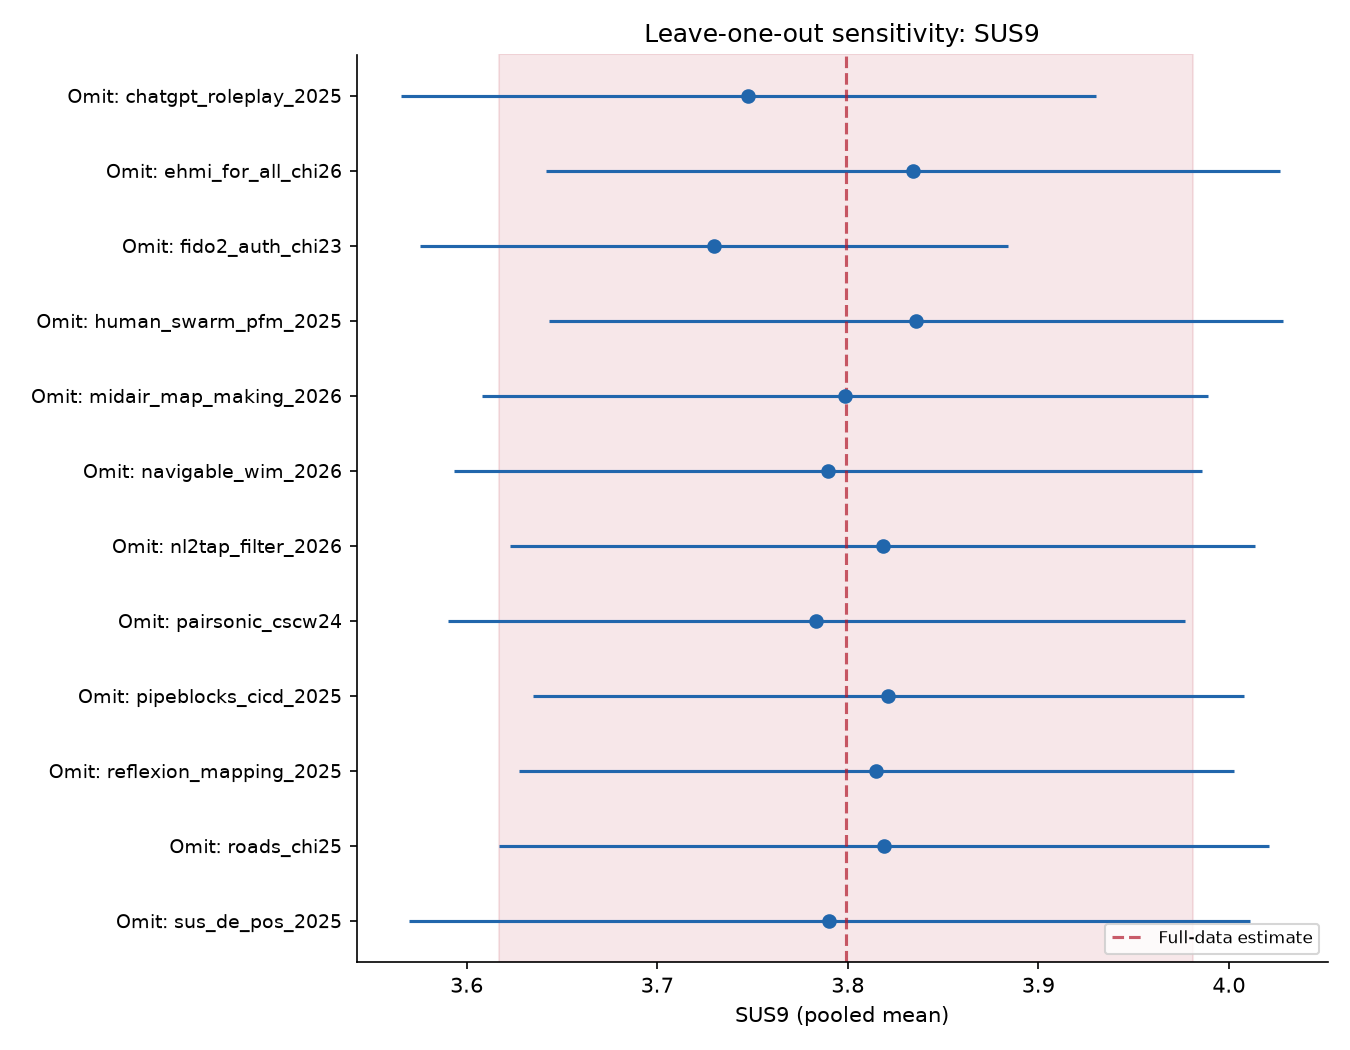 Leave-one-out sensitivity: SUS9
Omit: chatgpt_roleplay_2025
Omit: ehmi_for_all_chi26
Omit: fido2_auth_chi23
Omit: human_swarm_pfm_2025
Omit: midair_map_making_2026
Omit: navigable_wim_2026
Omit: nl2tap_filter_2026
Omit: pairsonic_cscw24
Omit: pipeblocks_cicd_2025
Omit: reflexion_mapping_2025
Omit: roads_chi25
Omit: sus_de_pos_2025
Full-data estimate
3.6 3.7 3.8 3.9 4.0
SUS9 (pooled mean)